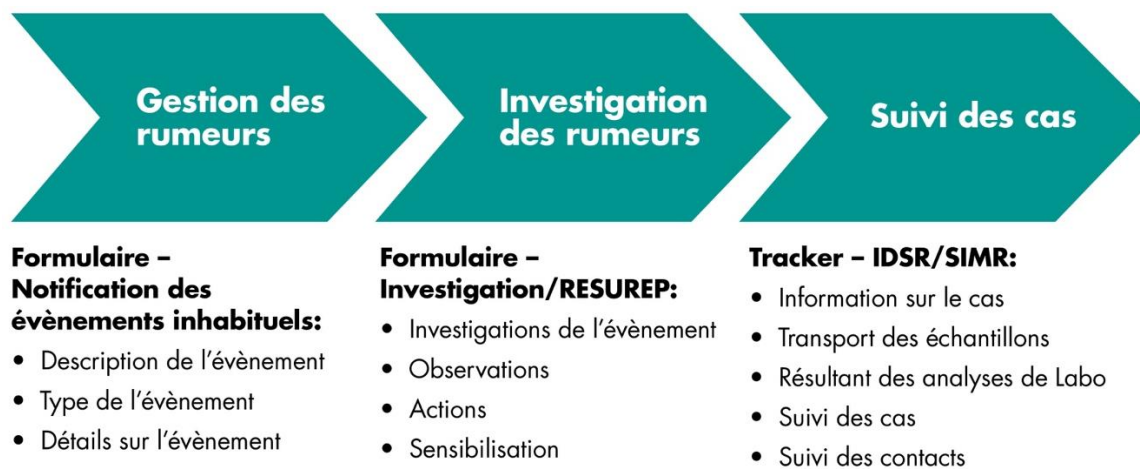 Gestion des
rumeurs
Investigation
des rumeurs
Suivi des cas
Formulaire –
Notification des
évènements inhabituels:
• Description de l'évènement
• Type de l'évènement
• Détails sur l'évènement
Formulaire –
Investigation/RESUREP:
• Investigations de l'évènement
• Observations
• Actions
• Sensibilisation
Tracker – IDSR/SIMR:
• Information sur le cas
• Transport des échantillons
• Résultant des analyses de Labo
• Suivi des cas
• Suivi des contacts